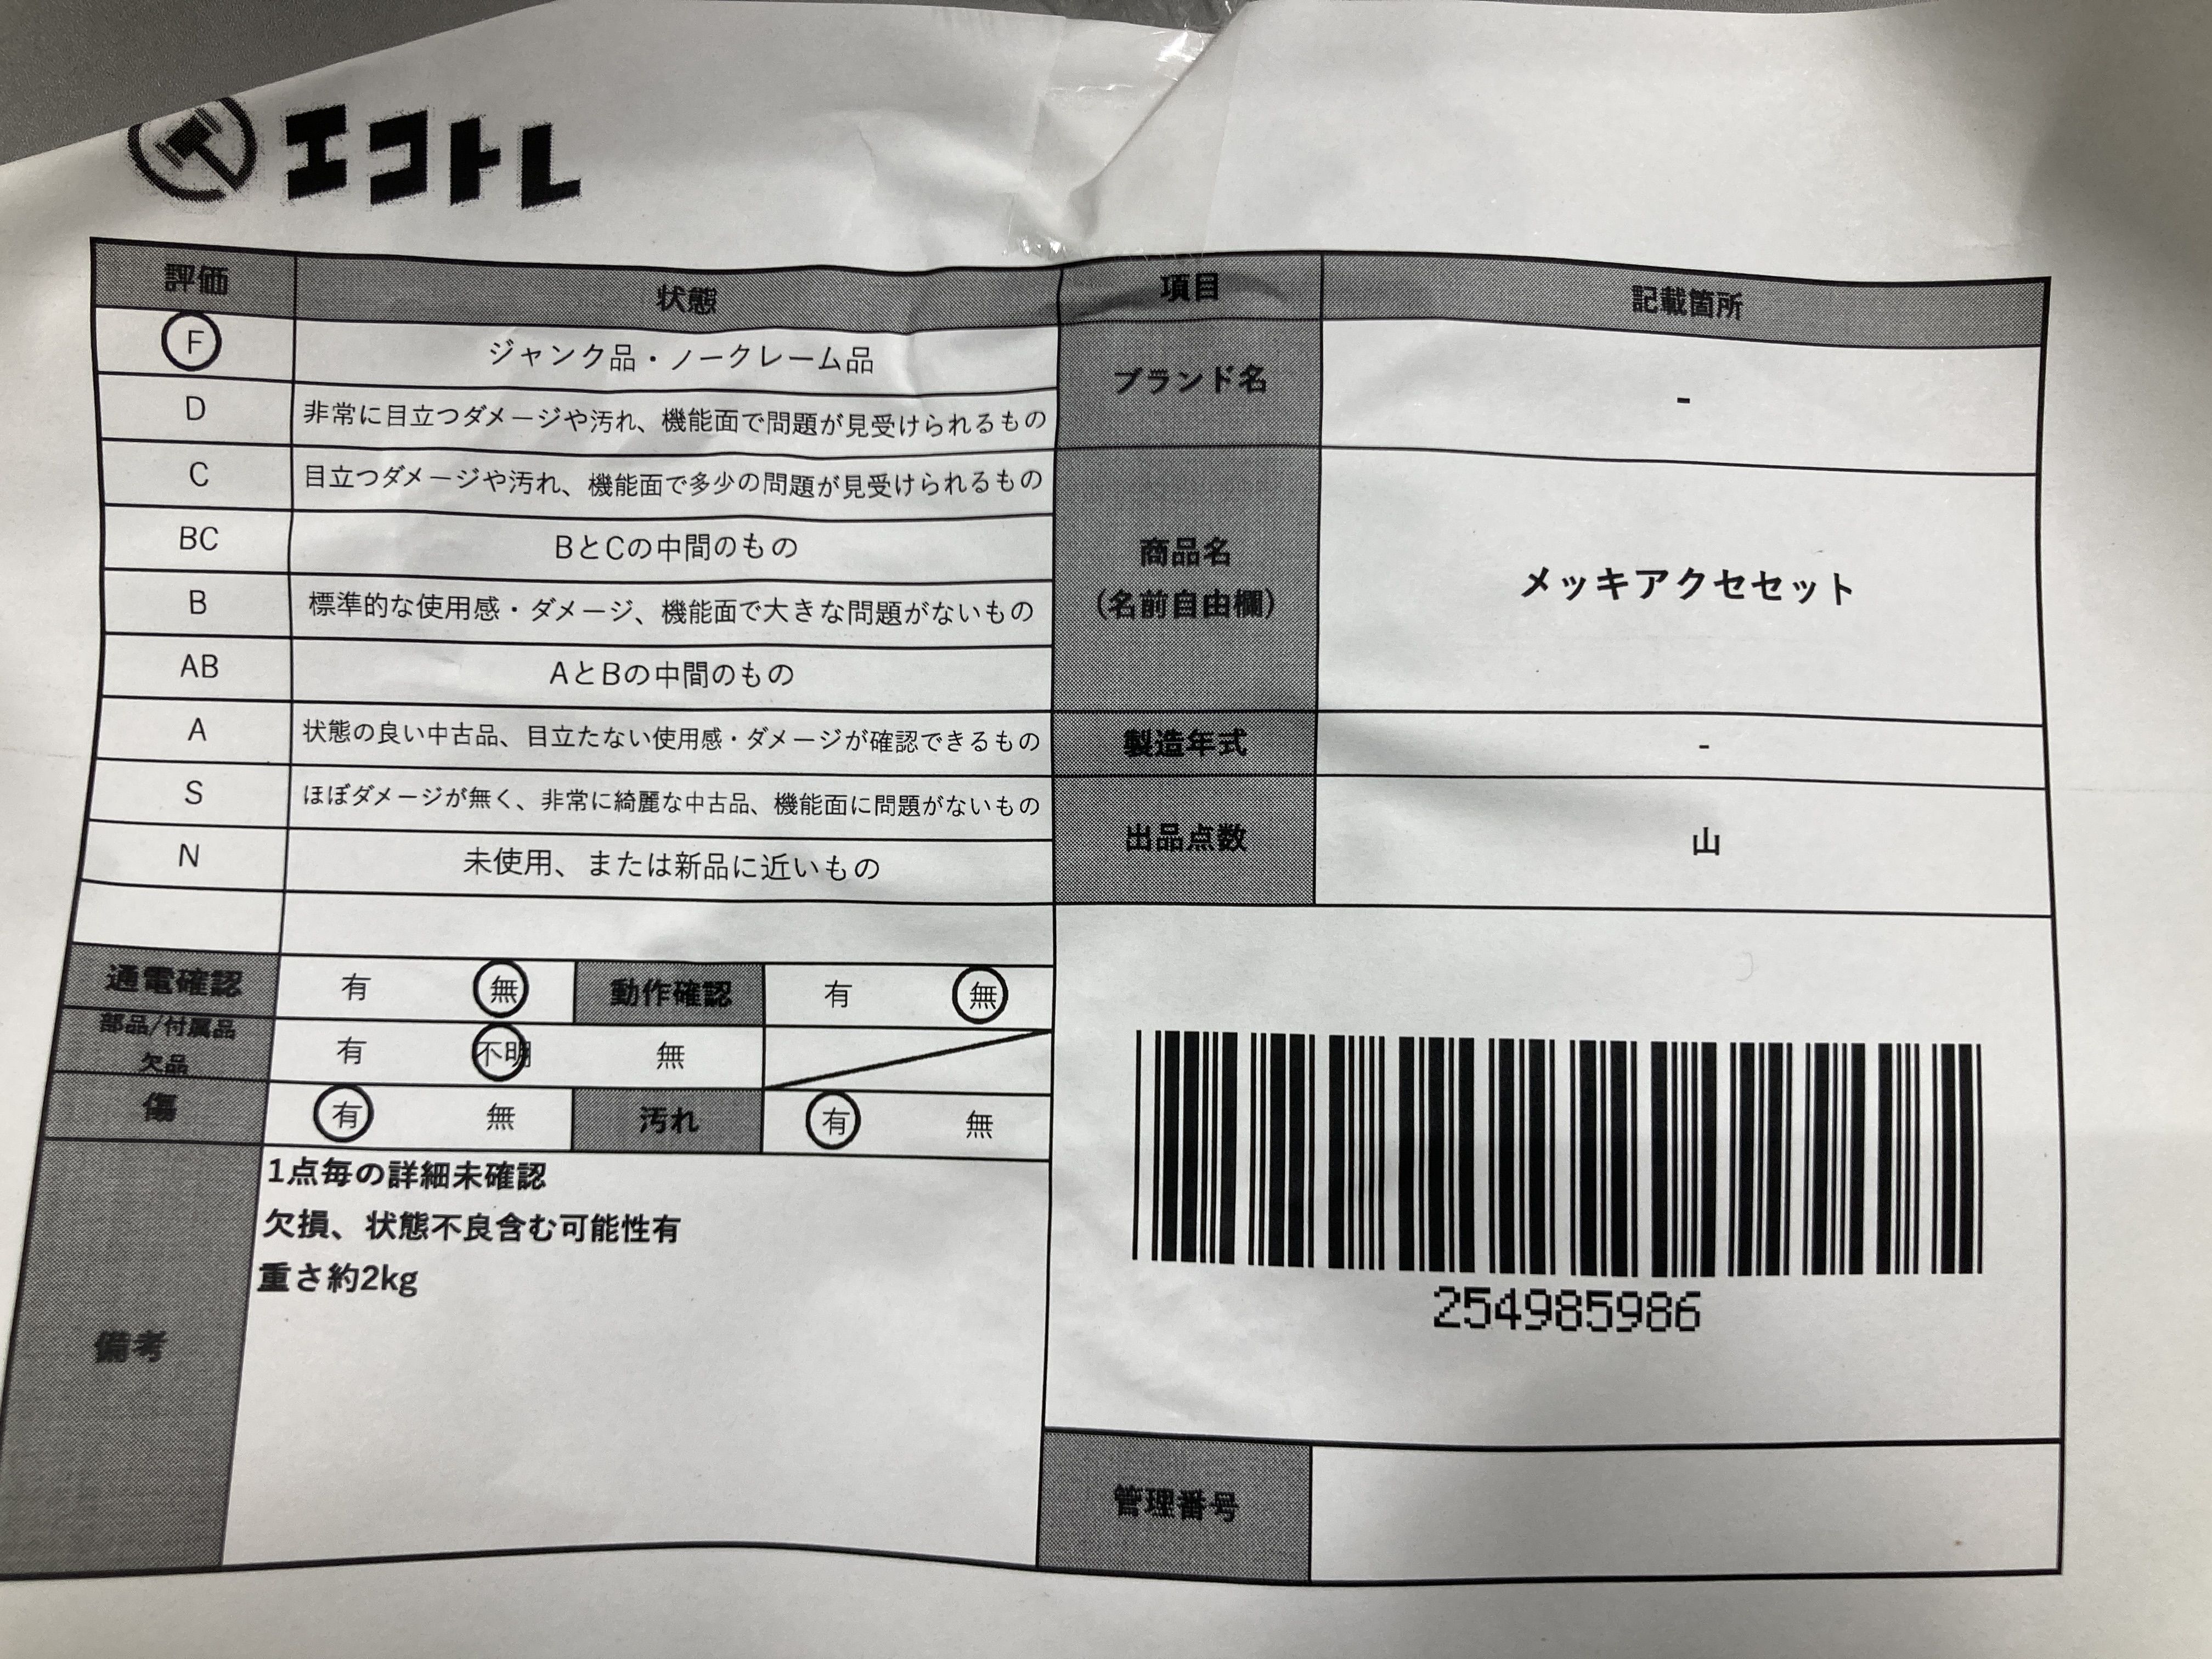 エコトレ
評価 状態 項目 記載箇所
F ジャンク品・ノークレーム品
D 非常に目立つダメージや汚れ、機能面で問題が見受けられるもの
C 目立つダメージや汚れ、機能面で多少の問題が見受けられるもの
BC BとCの中間のもの
B 標準的な使用感・ダメージ、機能面で大きな問題がないもの
AB AとBの中間のもの
A 状態の良い中古品、目立たない使用感・ダメージが確認できるもの
S ほぼダメージが無く、非常に綺麗な中古品、機能面に問題がないもの
N 未使用、または新品に近いもの
ブランド名 -
商品名
(名前自由欄)
メッキアクセセット
製造年式 -
出品点数 山
通電確認 有 無 動作確認 有 無
部品/付属品
欠品
有 不明 無
傷 有 無 汚れ 有 無
備考
1点毎の詳細未確認
欠損、状態不良含む可能性有
重さ約2kg
254985986
管理番号